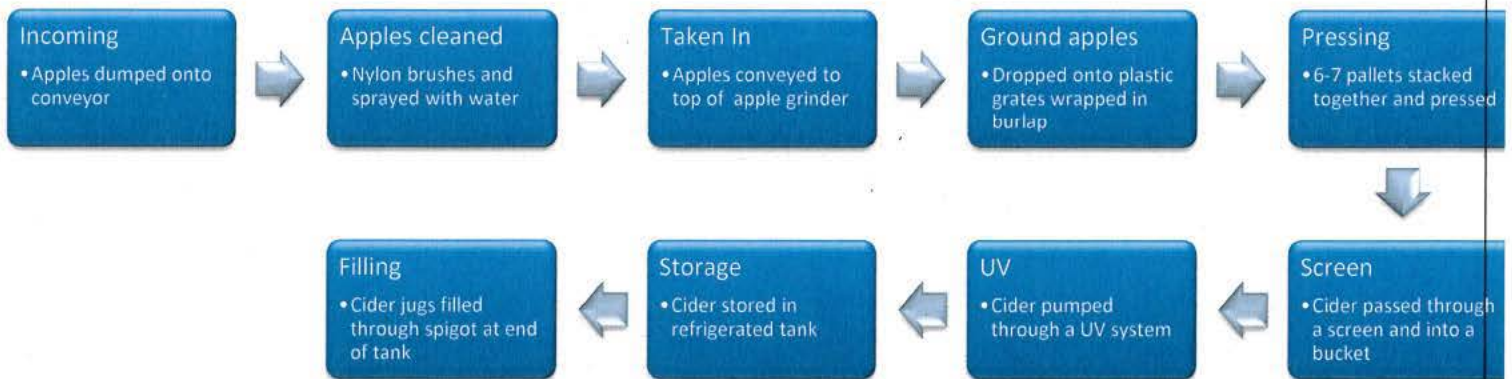 Incoming
• Apples dumped onto
conveyor
Apples cleaned
• Nylon brushes and
sprayed with water
Taken In
• Apples conveyed to
top of apple grinder
Ground apples
• Dropped onto plastic
grates wrapped in
burlap
Pressing
• 6-7 pallets stacked
together and pressed
Screen
• Cider passed through
a screen and into a
bucket
UV
• Cider pumped
through a UV system
Storage
• Cider stored in
refrigerated tank
Filling
• Cider jugs filled
through spigot at end
of tank